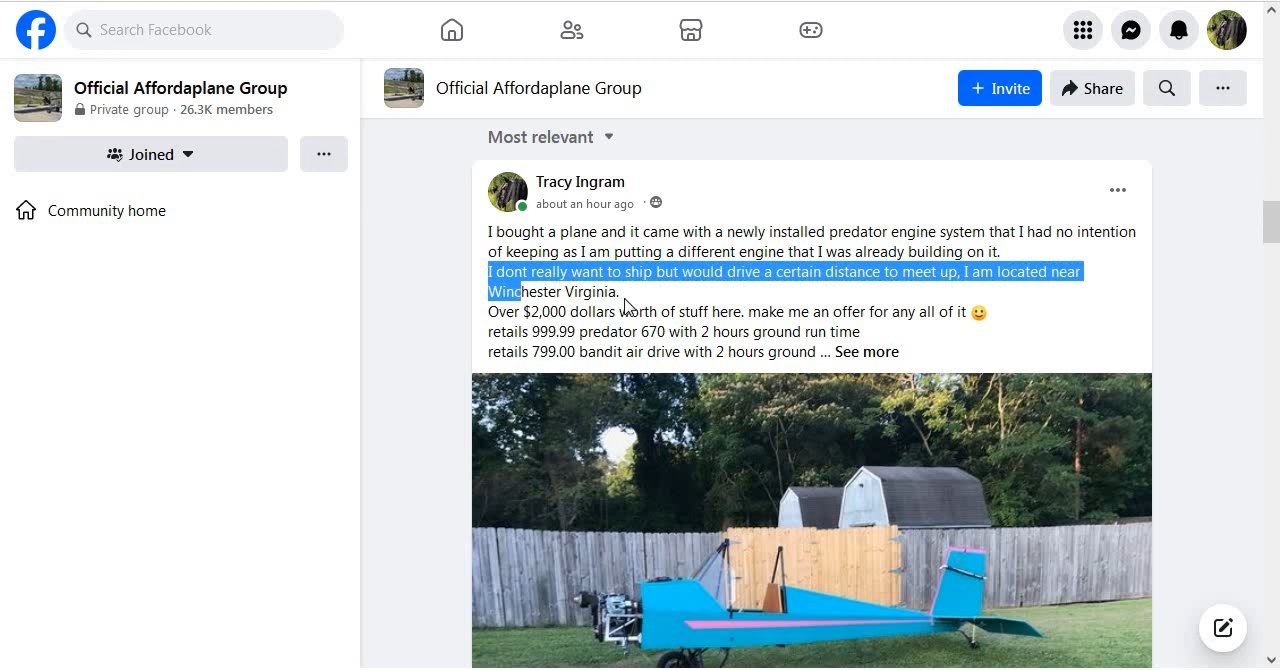 Search Facebook
Official Affordaplane Group
Private group · 26.3K members
Joined
Community home
Official Affordaplane Group
Invite
Share
Most relevant
Tracy Ingram
about an hour ago ·
I bought a plane and it came with a newly installed predator engine system that I had no intention
of keeping as I am putting a different engine that I was already building on it.
I dont really want to ship but would drive a certain distance to meet up, I am located near
Winchester Virginia.
Over $2,000 dollars worth of stuff here. make me an offer for any all of it 🙂
retails 999.99 predator 670 with 2 hours ground run time
retails 799.00 bandit air drive with 2 hours ground ... See more